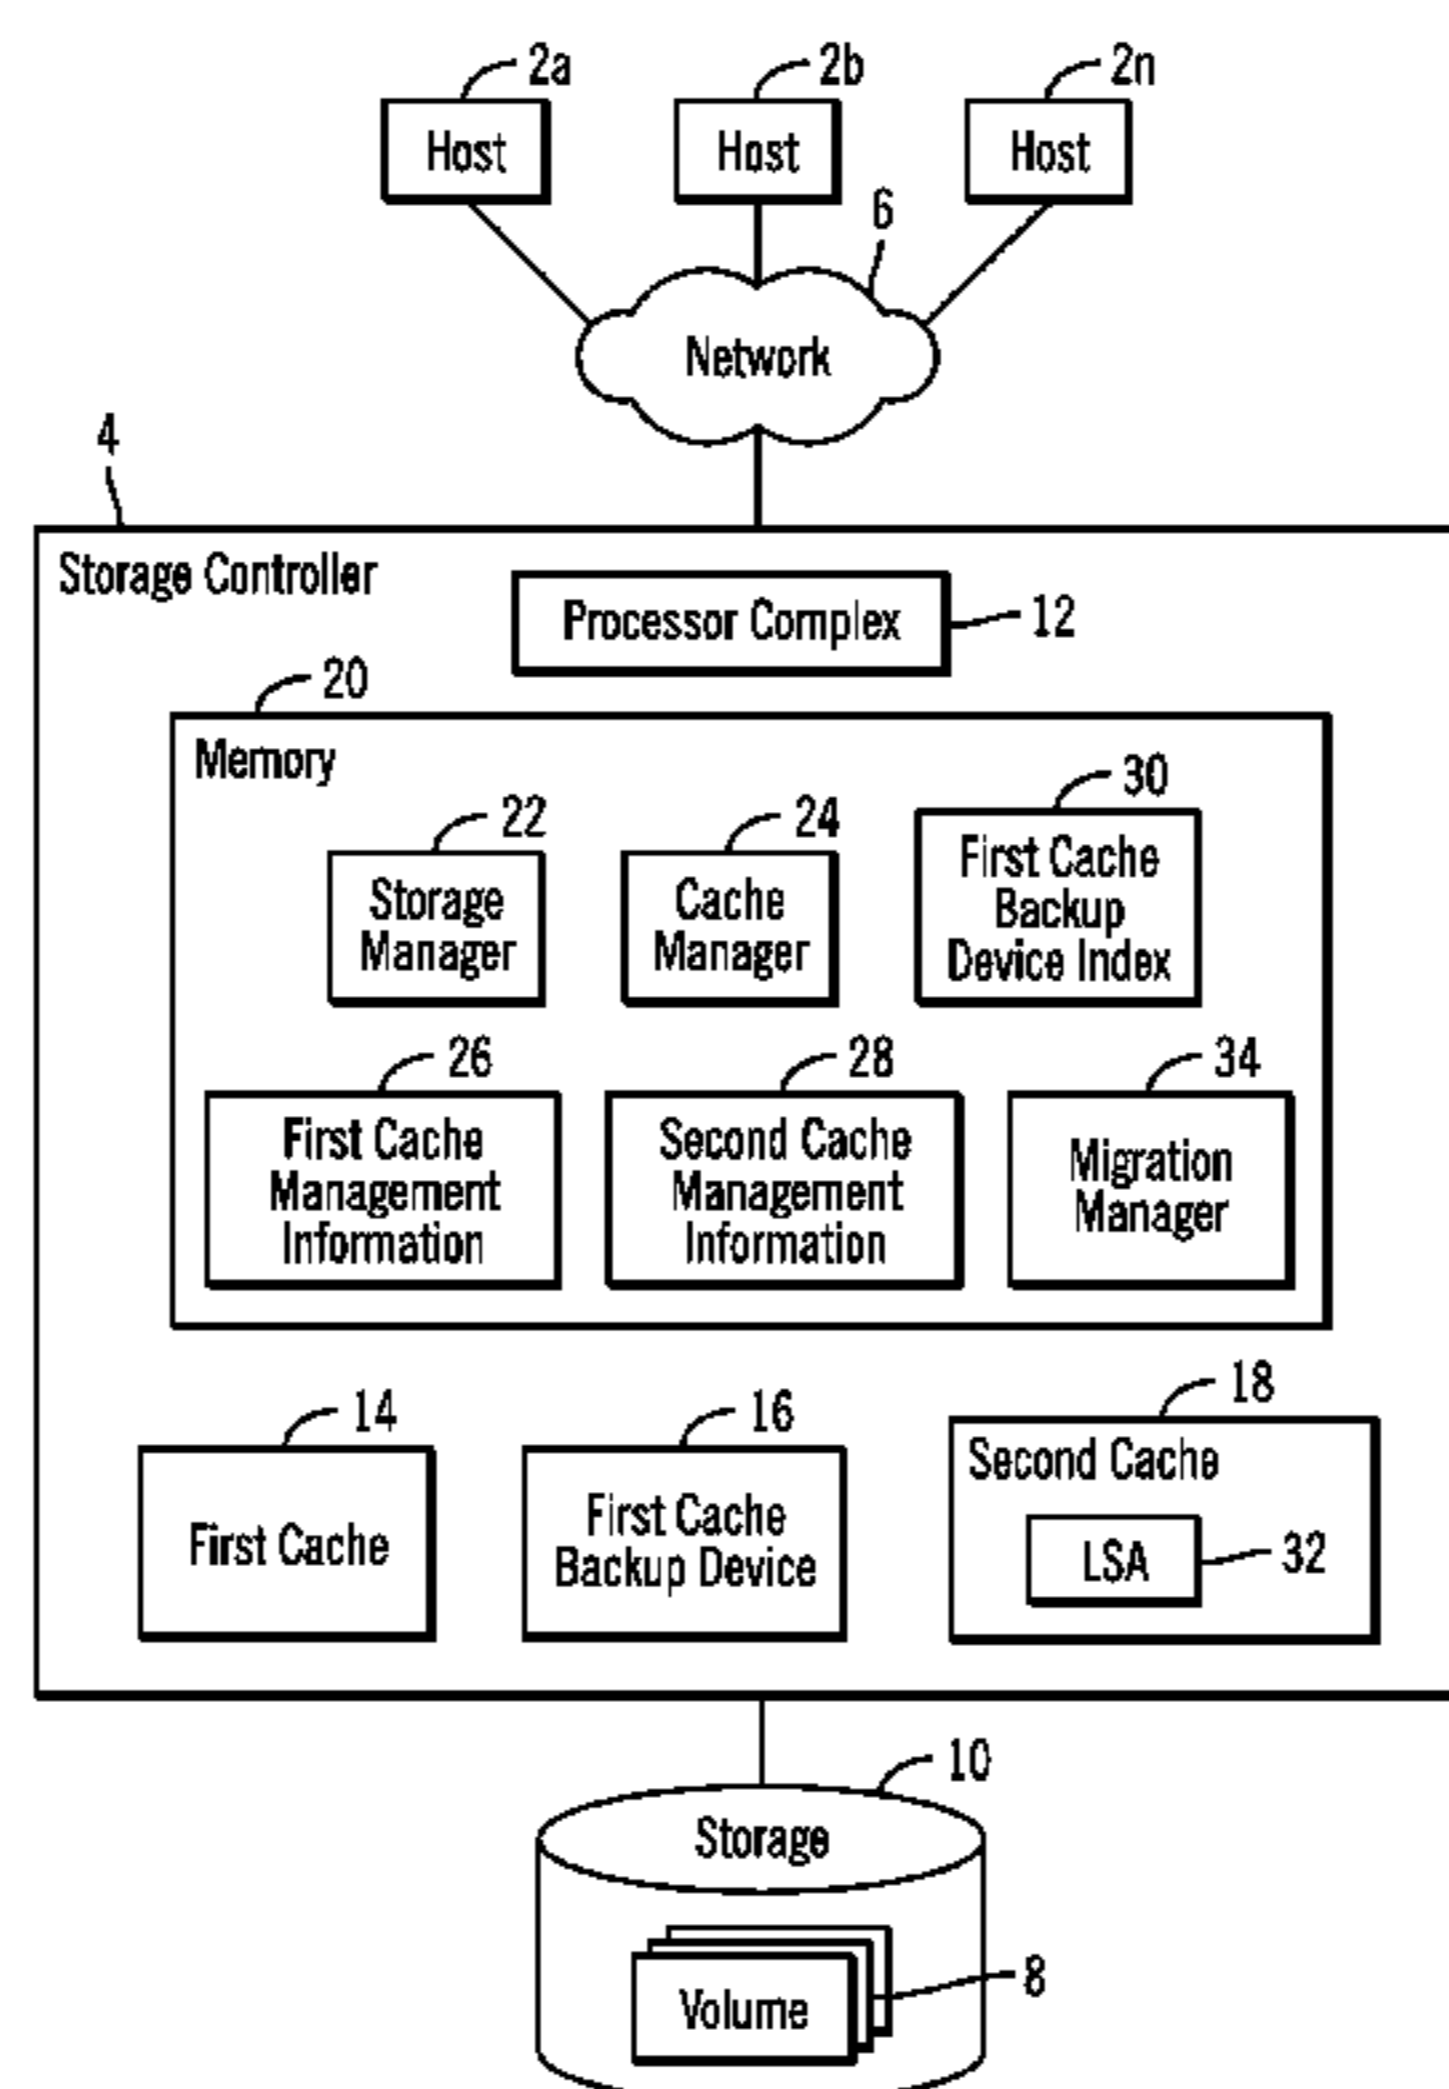 2a
2b
2n
Host
Host
Host
6
Network
4
Storage Controller
Processor Complex
12
20
Memory
22
24
30
Storage
Manager
Cache
Manager
First Cache
Backup
Device Index
26
28
34
First Cache
Management
Information
Second Cache
Management
Information
Migration
Manager
14
16
18
First Cache
First Cache
Backup Device
Second Cache
LSA
32
10
Storage
Volume
8